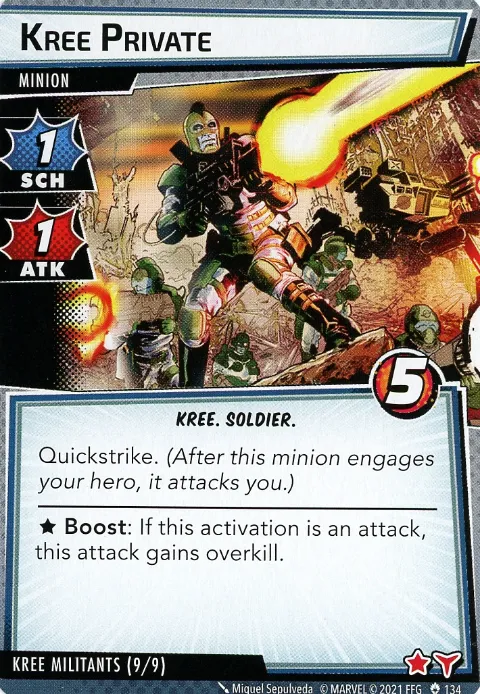 KREE PRIVATE
MINION
1
SCH
1
ATK
5
KREE. SOLDIER.
Quickstrike. (After this minion engages
your hero, it attacks you.)
★ Boost: If this activation is an attack,
this attack gains overkill.
KREE MILITANTS (9/9)
Miguel Sepulveda © MARVEL © 2021 FFG 134